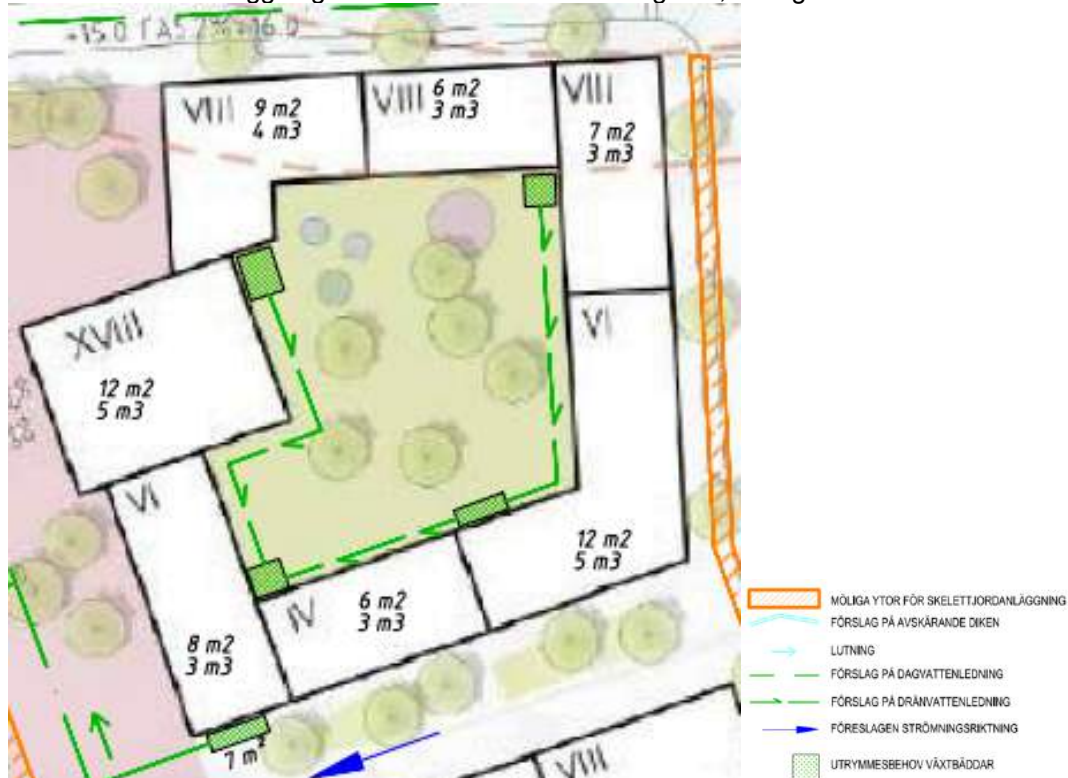 VIII
9 m2
4 m3
VIII
6 m2
3 m3
VIII
7 m2
3 m3
XVIII
12 m2
5 m3
VI
VI
12 m2
5 m3
IV
6 m2
3 m3
8 m2
3 m3
7 m²
VIII
MÖLIGA YTOR FÖR SKELETTJORDANLÄGGNING
FÖRSLAG PÅ AVSKÄRANDE DIKEN
LUTNING
FÖRSLAG PÅ DAGVATTENLEDNING
FÖRSLAG PÅ DRÄNVATTENLEDNING
FÖRESLAGEN STRÖMNINGSRIKTNING
UTRYMMESBEHOV VÄXTBÄDDAR